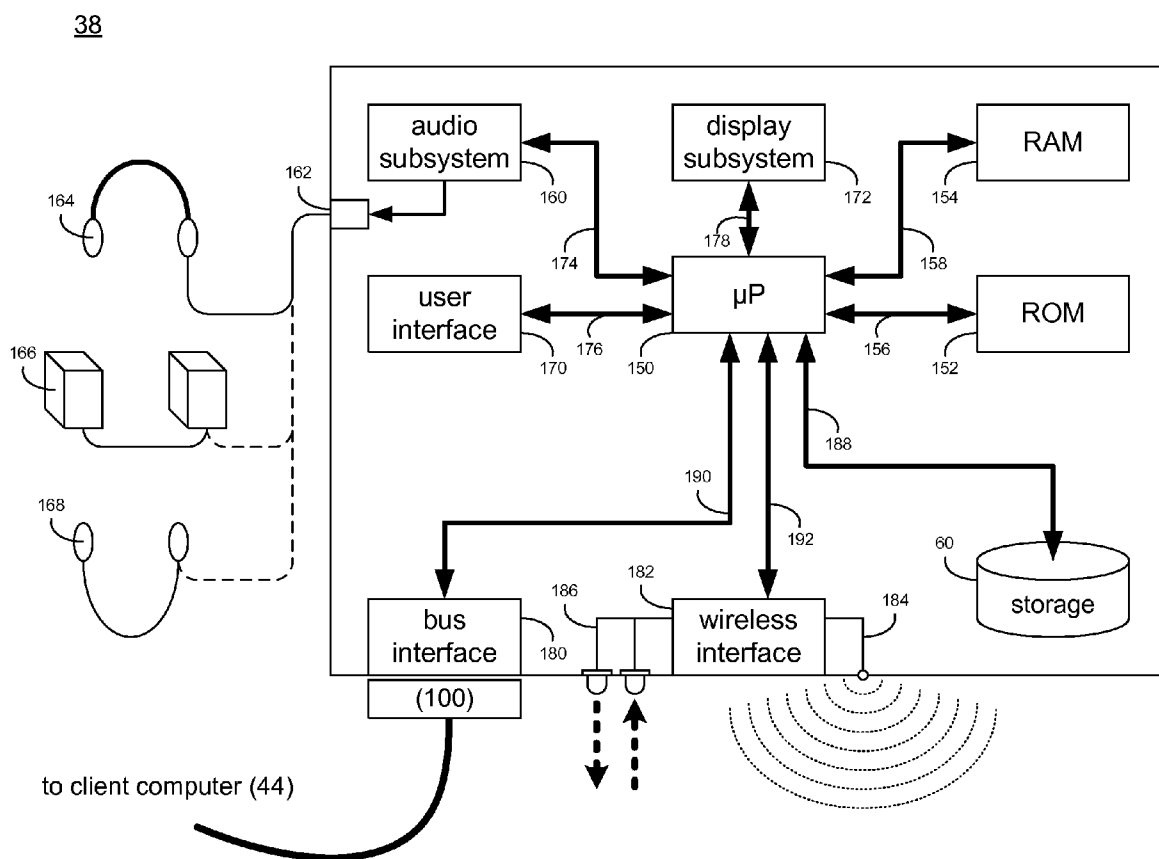 38
audio
subsystem
display
subsystem
RAM
162
164
160
172
154
178
174
158
user
interface
µP
ROM
166
176
156
170
150
152
188
190
168
192
60
182
186
184
bus
interface
wireless
interface
storage
180
(100)
to client computer (44)